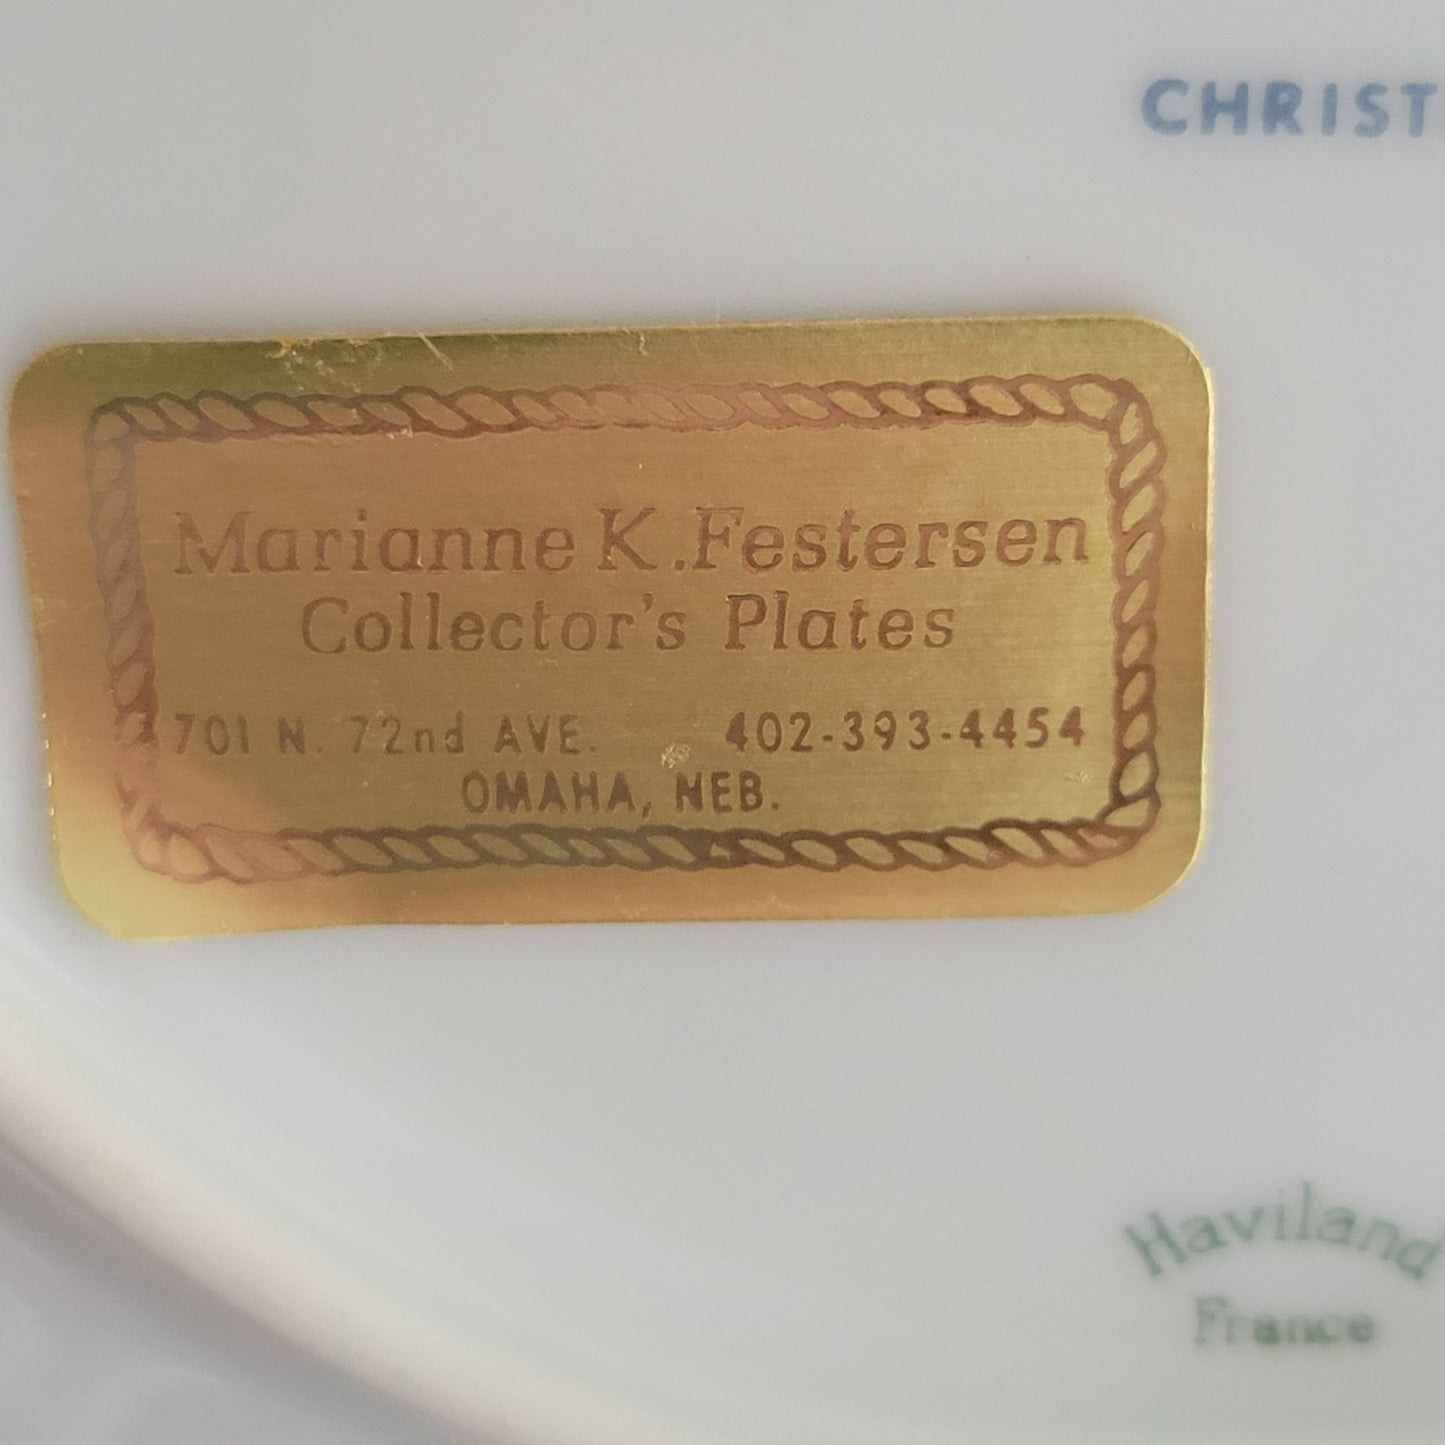 CHRIST
Marianne K. Festersen
Collector's Plates
701 N. 72nd AVE. 402-393-4454
OMAHA, NEB.
Haviland
France